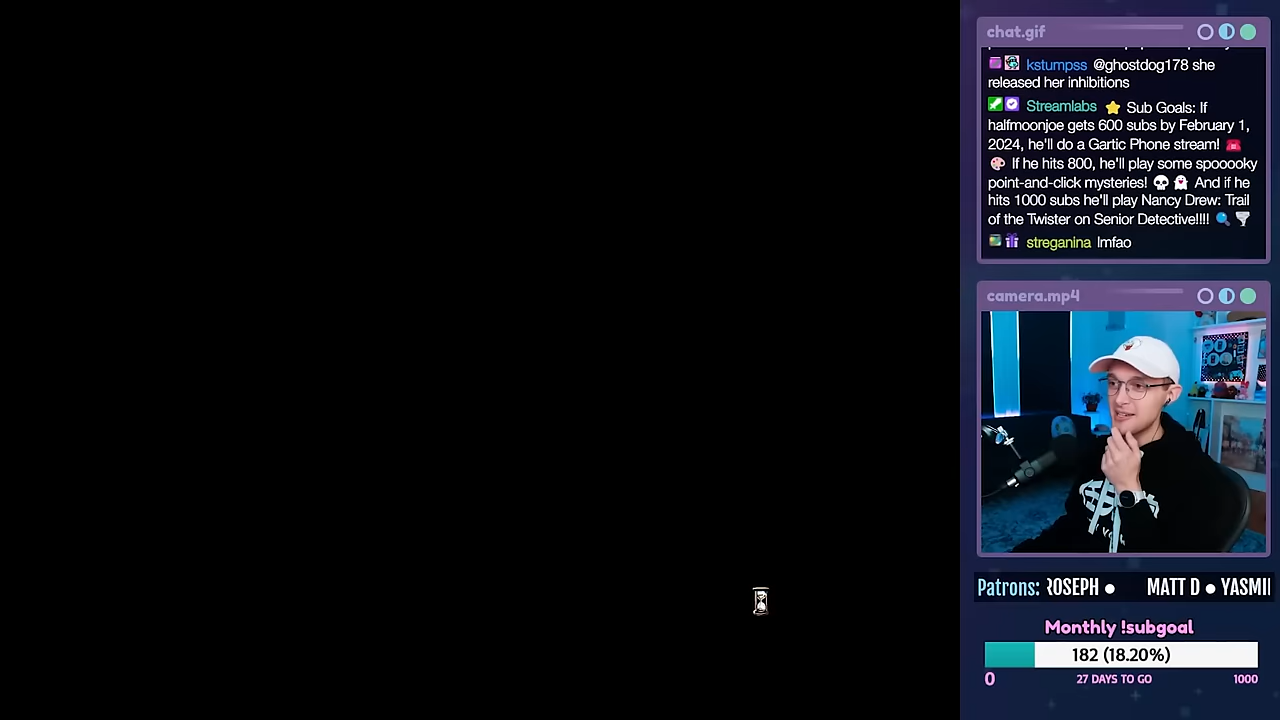 chat.gif
kstumpss @ghostdog178 she
released her inhibitions
Streamlabs ⭐ Sub Goals: If
halfmoonjoe gets 600 subs by February 1,
2024, he'll do a Gartic Phone stream! ☎️
🎨 If he hits 800, he'll play some spooooky
point-and-click mysteries! 💀 👻 And if he
hits 1000 subs he'll play Nancy Drew: Trail
of the Twister on Senior Detective!!!! 🔍 🌪️
streganina lmfao
camera.mp4
Patrons: ROSEPH ● MATT D ● YASMI
Monthly !subgoal
182 (18.20%)
0 27 DAYS TO GO 1000